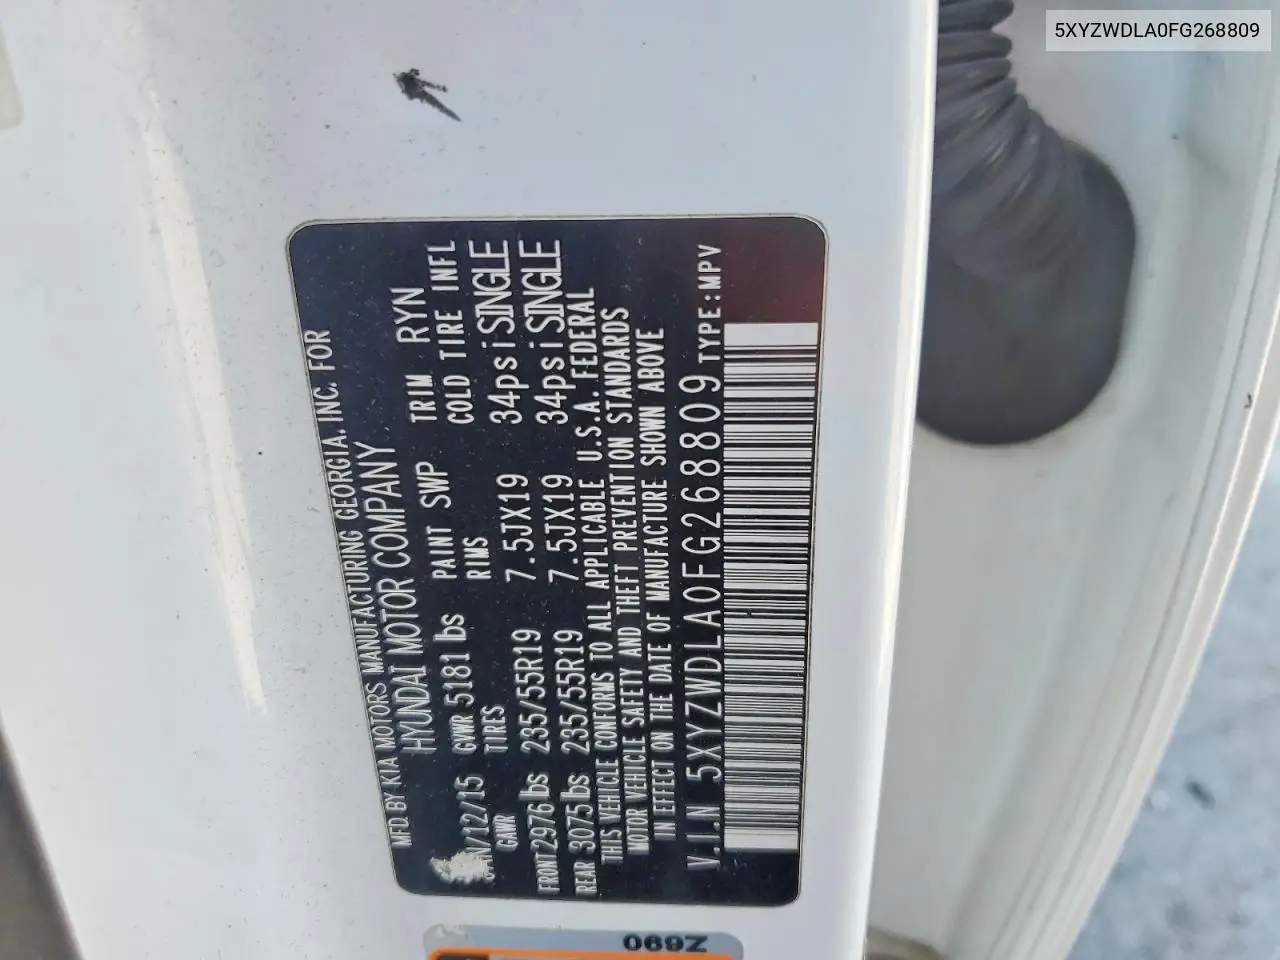 5XYZWDLA0FG268809
MFD. BY KIA MOTORS MANUFACTURING GEORGIA, INC. FOR
HYUNDAI MOTOR COMPANY
N/12/15 GVWR 5181 lbs PAINT SWP TRIM RYN
GAWR TIRES RIMS COLD TIRE INFL
FRONT 2976 lbs 235/55R19 7.5JX19 34psi SINGLE
REAR 3075 lbs 235/55R19 7.5JX19 34psi SINGLE
THIS VEHICLE CONFORMS TO ALL APPLICABLE U.S.A. FEDERAL
MOTOR VEHICLE SAFETY AND THEFT PREVENTION STANDARDS
IN EFFECT ON THE DATE OF MANUFACTURE SHOWN ABOVE
V.I.N 5XYZWDLA0FG268809 TYPE:MPV